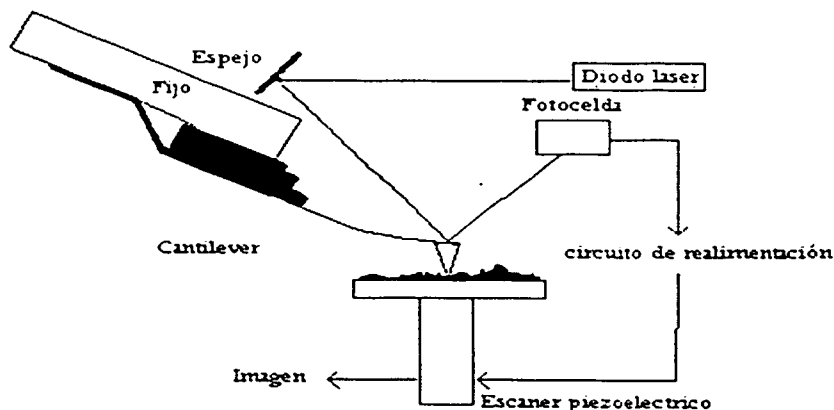 Espejo
Fijo
Diodo laser
Fotocelda
Cantilever
circuito de realimentación
Imagen
Escaner piezoelectrico